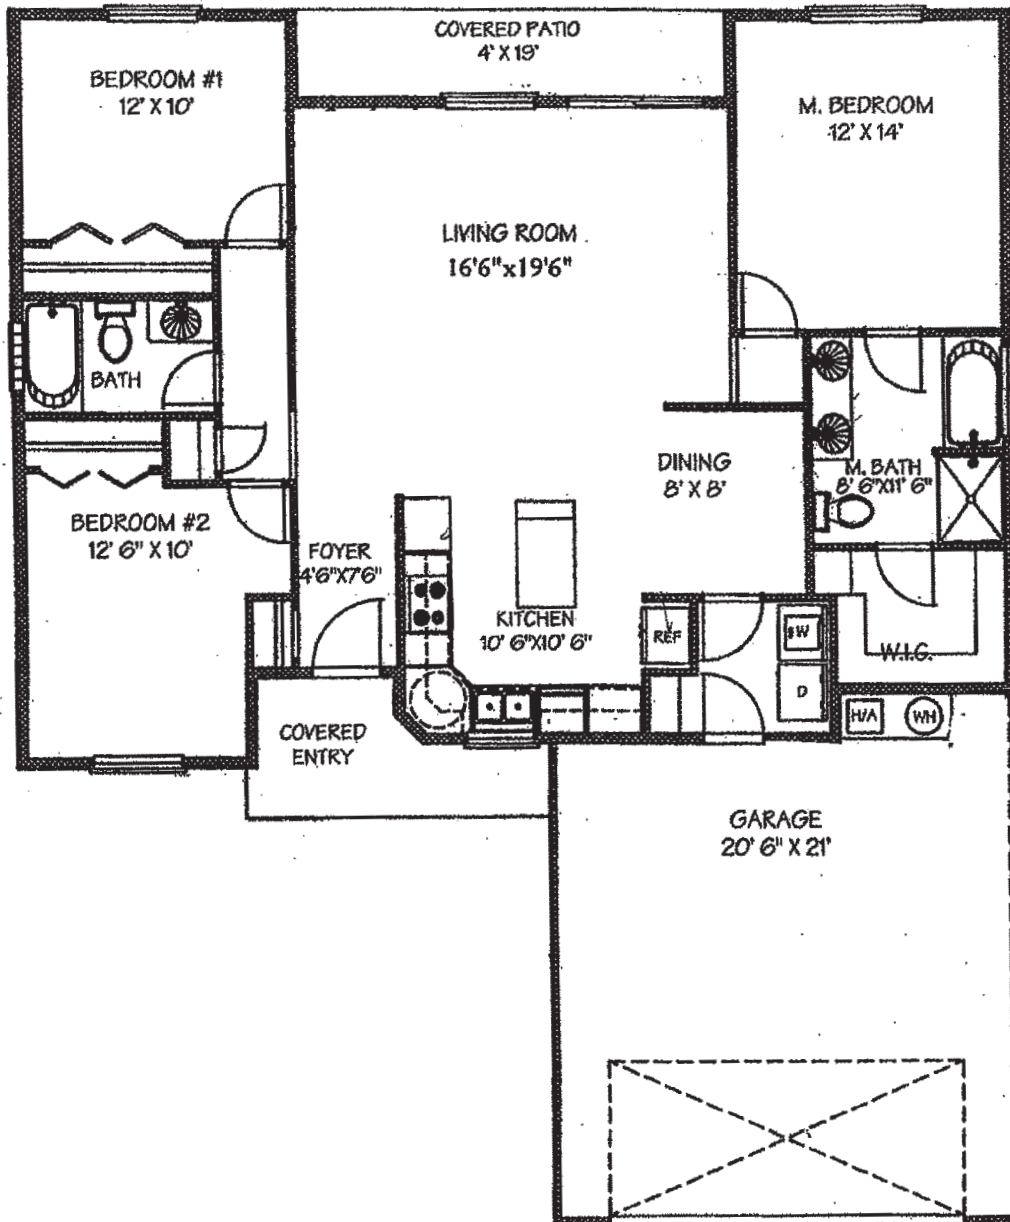 COVERED PATIO
4' X 19'
BEDROOM #1
12' X 10'
M. BEDROOM
12' X 14'
LIVING ROOM
16'6"x19'6"
BATH
DINING
8' X 8'
M. BATH
8' 6"X11' 6"
BEDROOM #2
12' 6" X 10'
FOYER
4'6"X7'6"
KITCHEN
10' 6"X10' 6"
REF
W
D
W.I.C.
H/A
WH
COVERED
ENTRY
GARAGE
20' 6" X 21'